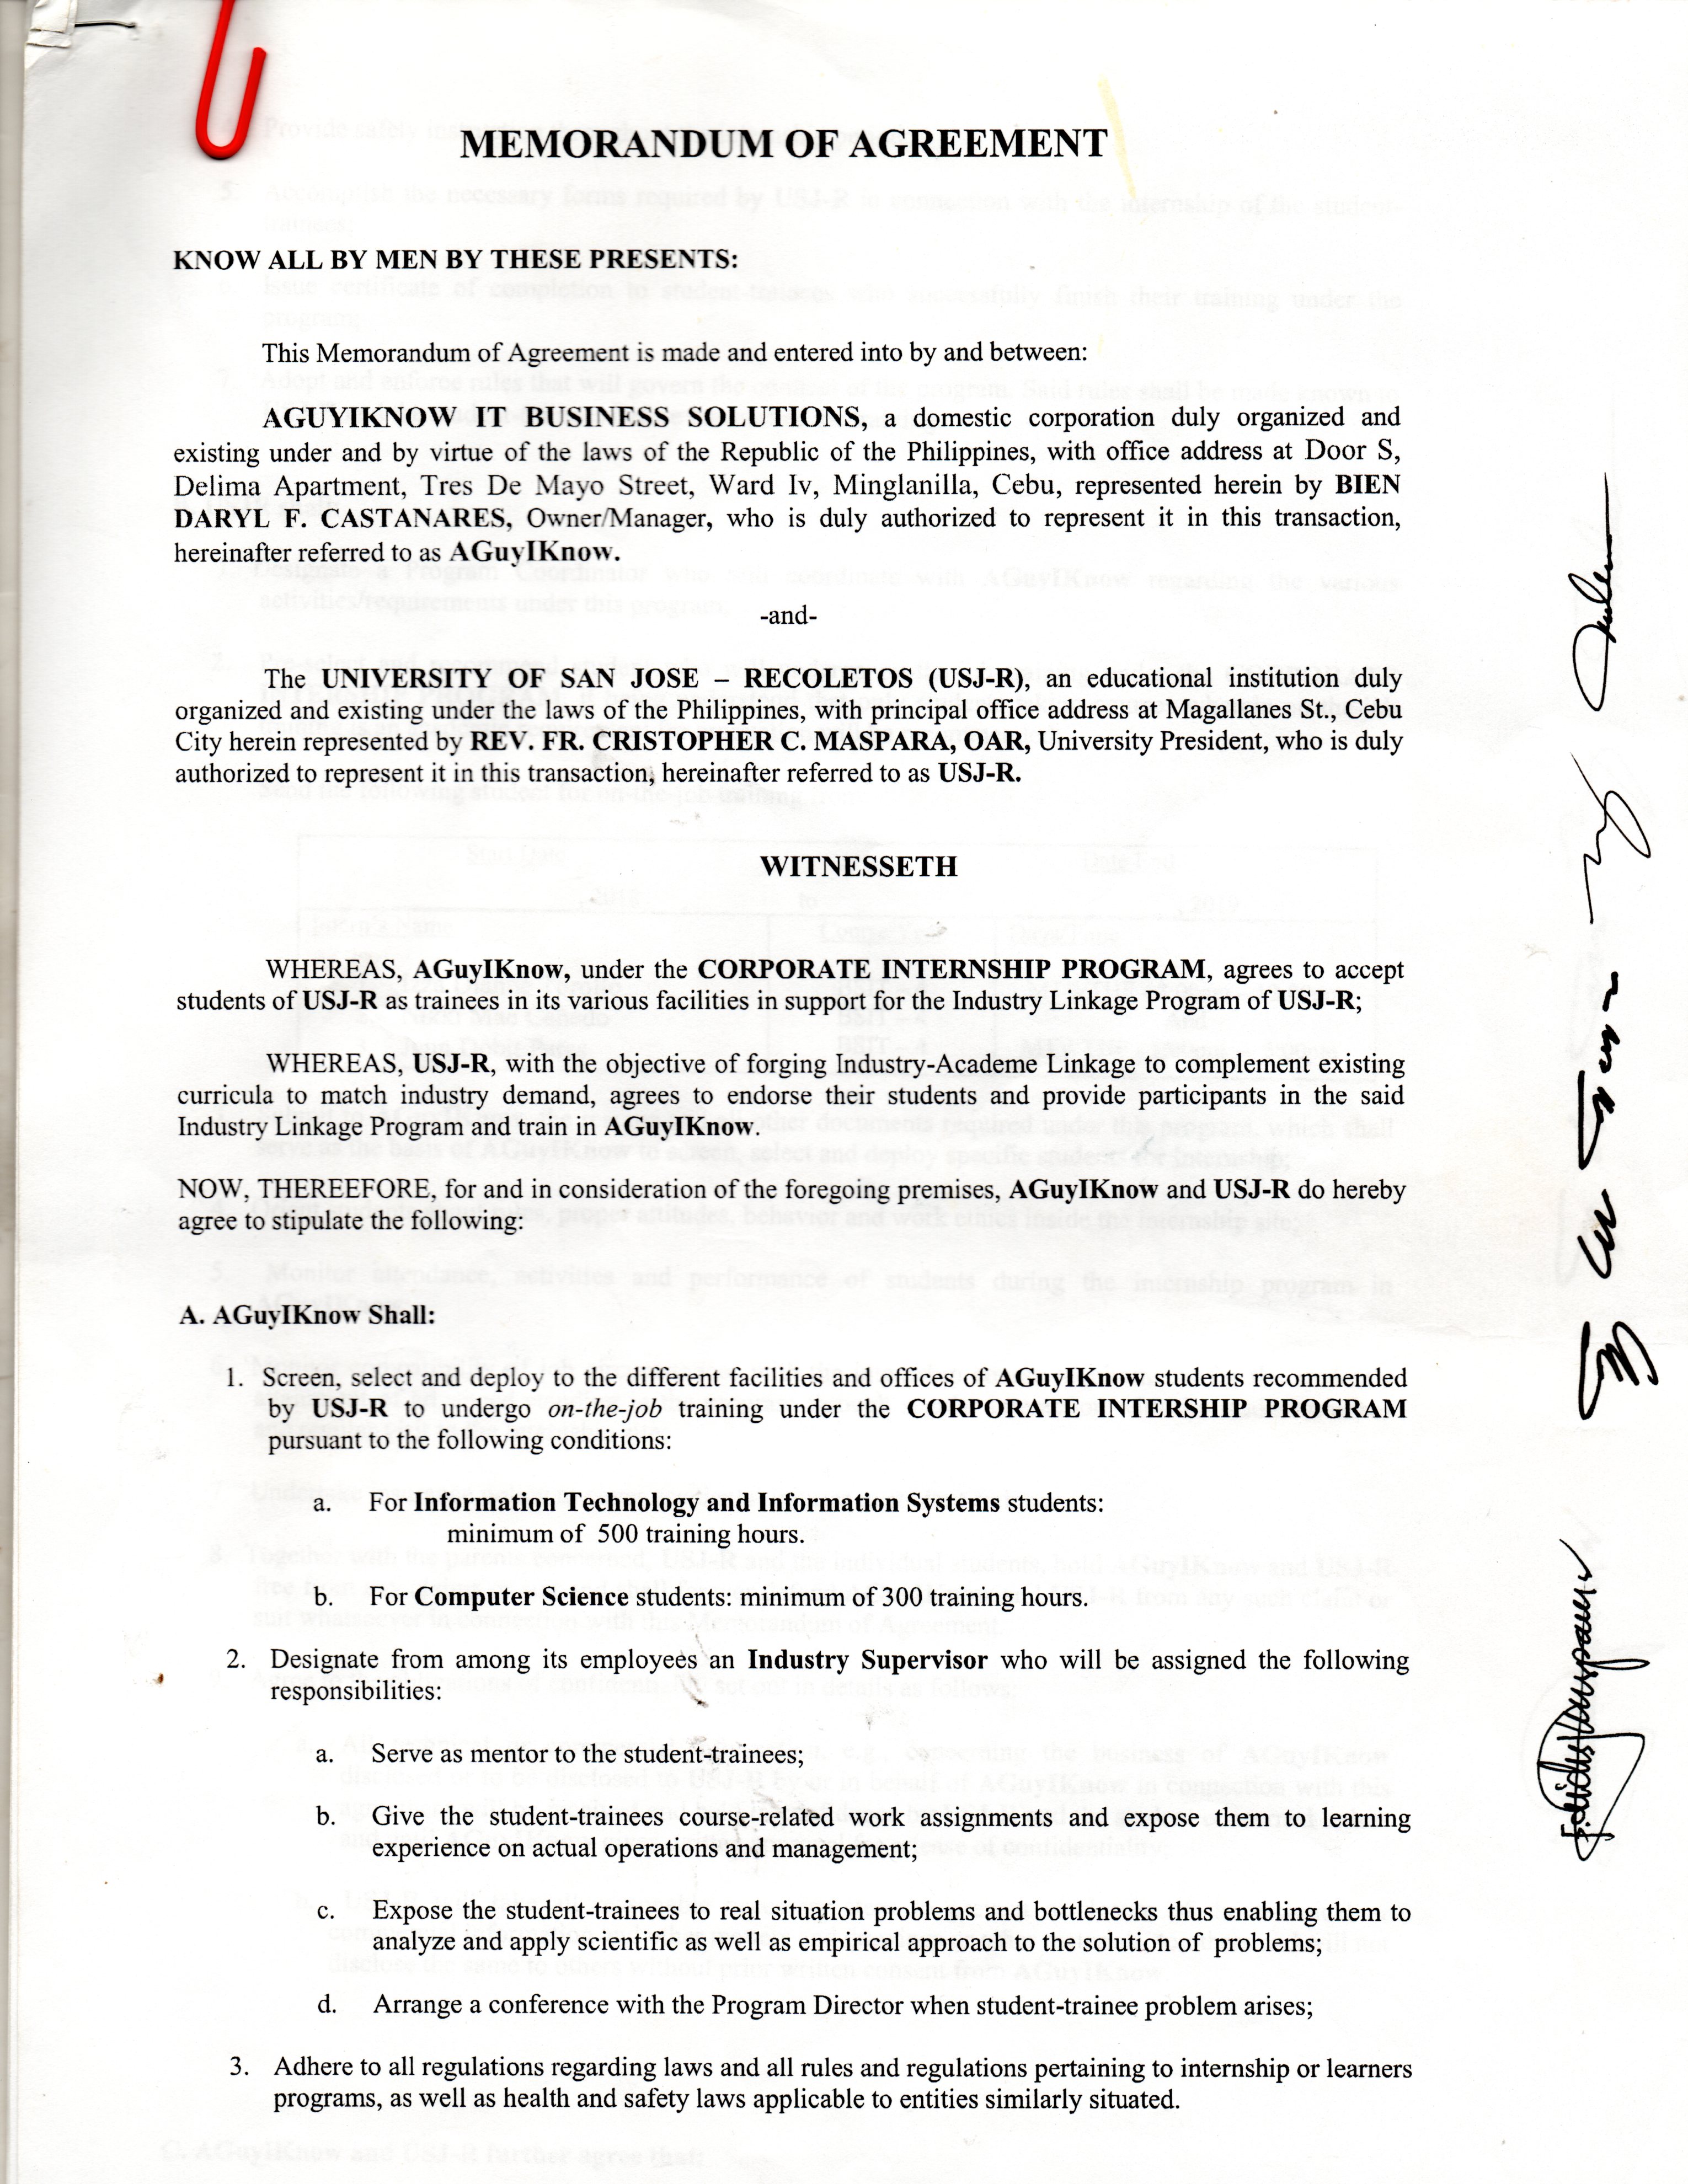 MEMORANDUM OF AGREEMENT
KNOW ALL BY MEN BY THESE PRESENTS:
This Memorandum of Agreement is made and entered into by and between:
AGUYIKNOW IT BUSINESS SOLUTIONS, a domestic corporation duly organized and
existing under and by virtue of the laws of the Republic of the Philippines, with office address at Door S,
Delima Apartment, Tres De Mayo Street, Ward Iv, Minglanilla, Cebu, represented herein by BIEN
DARYL F. CASTANARES, Owner/Manager, who is duly authorized to represent it in this transaction,
hereinafter referred to as AGuyIKnow.
-and-
The UNIVERSITY OF SAN JOSE – RECOLETOS (USJ-R), an educational institution duly
organized and existing under the laws of the Philippines, with principal office address at Magallanes St., Cebu
City herein represented by REV. FR. CRISTOPHER C. MASPARA, OAR, University President, who is duly
authorized to represent it in this transaction, hereinafter referred to as USJ-R.
WITNESSETH
WHEREAS, AGuyIKnow, under the CORPORATE INTERNSHIP PROGRAM, agrees to accept
students of USJ-R as trainees in its various facilities in support for the Industry Linkage Program of USJ-R;
WHEREAS, USJ-R, with the objective of forging Industry-Academe Linkage to complement existing
curricula to match industry demand, agrees to endorse their students and provide participants in the said
Industry Linkage Program and train in AGuyIKnow.
NOW, THEREEFORE, for and in consideration of the foregoing premises, AGuyIKnow and USJ-R do hereby
agree to stipulate the following:
A. AGuyIKnow Shall:
1. Screen, select and deploy to the different facilities and offices of AGuyIKnow students recommended
by USJ-R to undergo on-the-job training under the CORPORATE INTERSHIP PROGRAM
pursuant to the following conditions:
a. For Information Technology and Information Systems students:
minimum of 500 training hours.
b. For Computer Science students: minimum of 300 training hours.
2. Designate from among its employees an Industry Supervisor who will be assigned the following
responsibilities:
a. Serve as mentor to the student-trainees;
b. Give the student-trainees course-related work assignments and expose them to learning
experience on actual operations and management;
c. Expose the student-trainees to real situation problems and bottlenecks thus enabling them to
analyze and apply scientific as well as empirical approach to the solution of problems;
d. Arrange a conference with the Program Director when student-trainee problem arises;
3. Adhere to all regulations regarding laws and all rules and regulations pertaining to internship or learners
programs, as well as health and safety laws applicable to entities similarly situated.